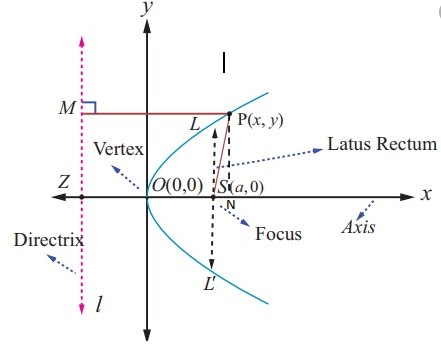 y
M
L
P(x, y)
Vertex
Latus Rectum
Z
O(0,0)
S(a,0)
x
N
Directrix
Focus
Axis
L'
l